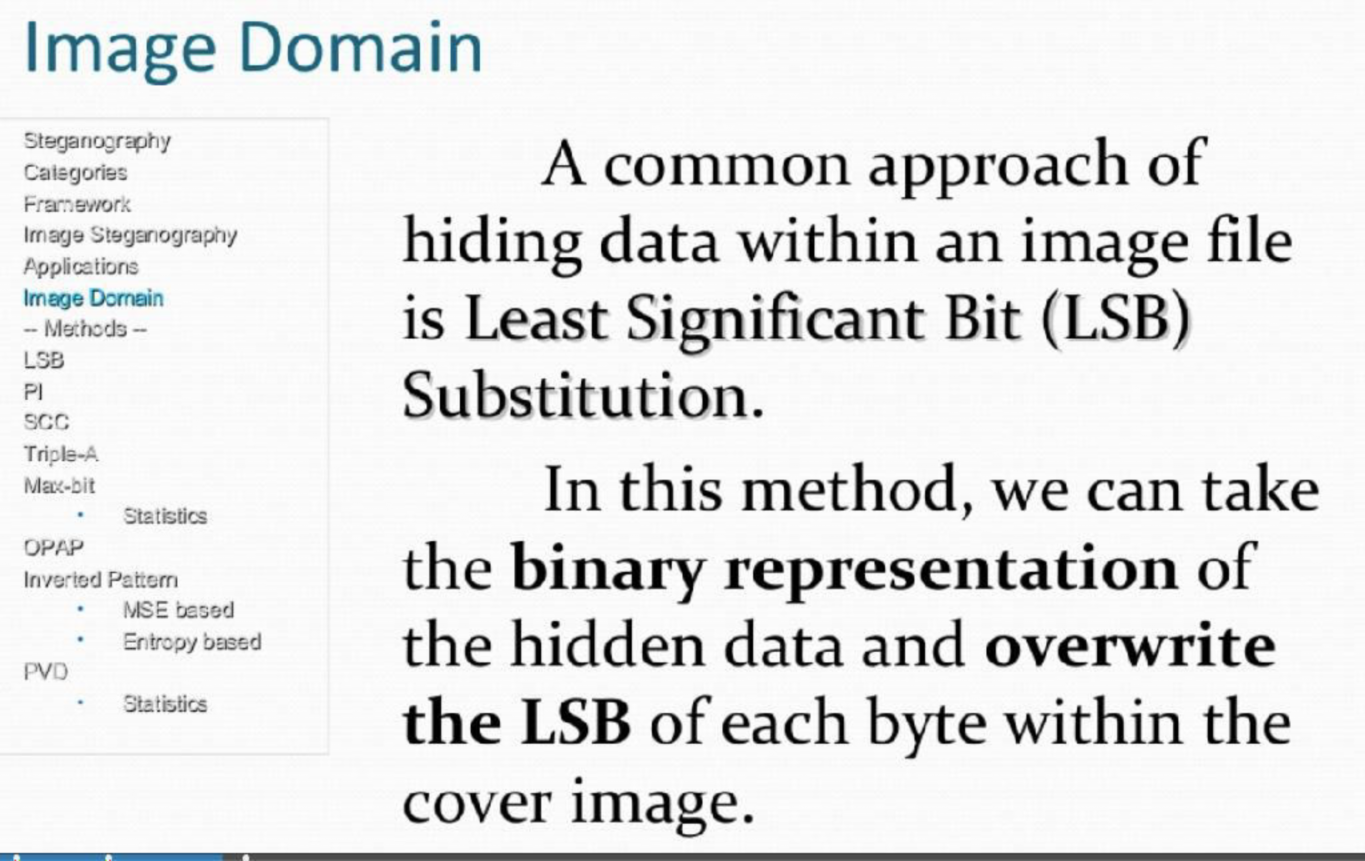 Image Domain
Steganography
Categories
Framework
Image Steganography
Applications
Image Domain
-- Methods --
LSB
PI
SCC
Triple-A
Max-bit
• Statistics
OPAP
Inverted Pattern
• MSE based
• Entropy based
PVD
• Statistics
A common approach of
hiding data within an image file
is Least Significant Bit (LSB)
Substitution.
In this method, we can take
the binary representation of
the hidden data and overwrite
the LSB of each byte within the
cover image.